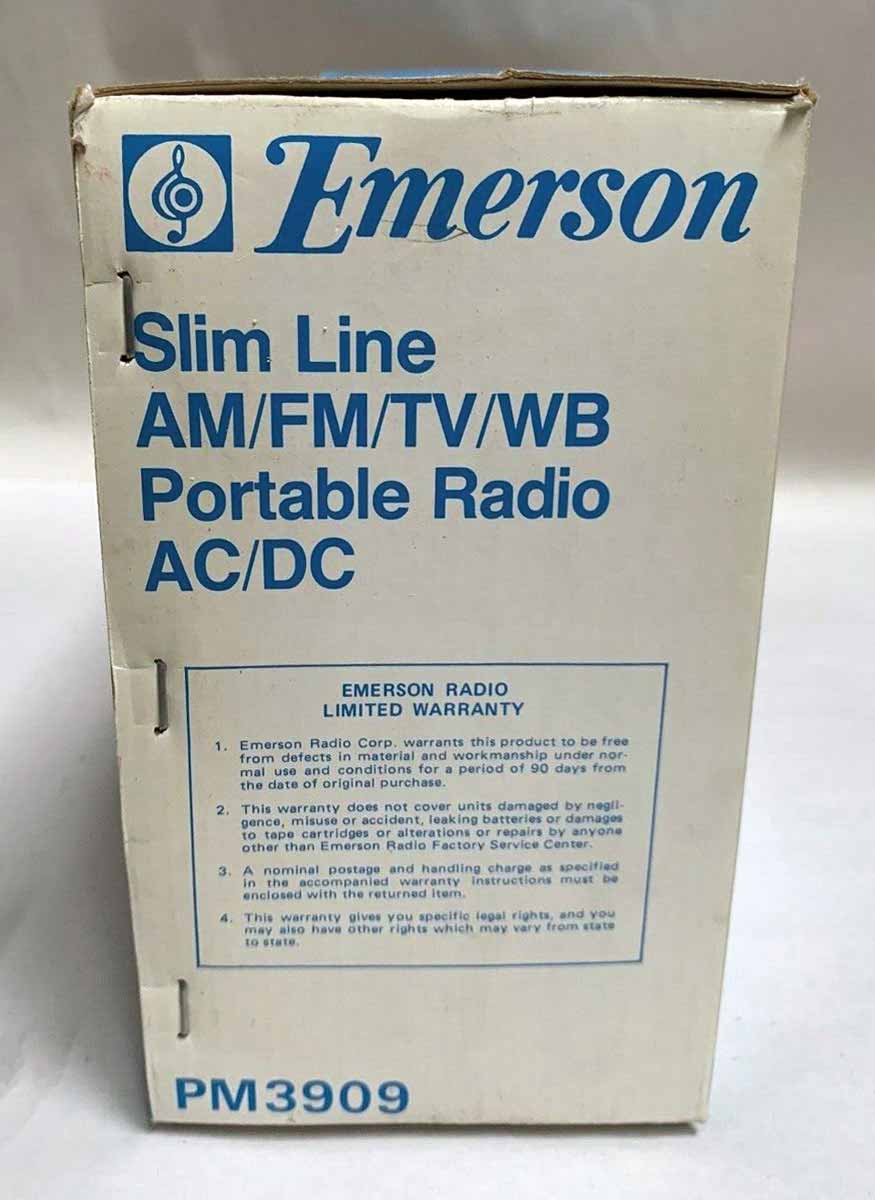 Emerson
Slim Line
AM/FM/TV/WB
Portable Radio
AC/DC
EMERSON RADIO
LIMITED WARRANTY
1. Emerson Radio Corp. warrants this product to be free
from defects in material and workmanship under nor-
mal use and conditions for a period of 90 days from
the date of original purchase.
2. This warranty does not cover units damaged by negli-
gence, misuse or accident, leaking batteries or damages
to tape cartridges or alterations or repairs by anyone
other than Emerson Radio Factory Service Center.
3. A nominal postage and handling charge as specified
in the accompanied warranty instructions must be
enclosed with the returned item.
4. This warranty gives you specific legal rights, and you
may also have other rights which may vary from state
to state.
PM3909